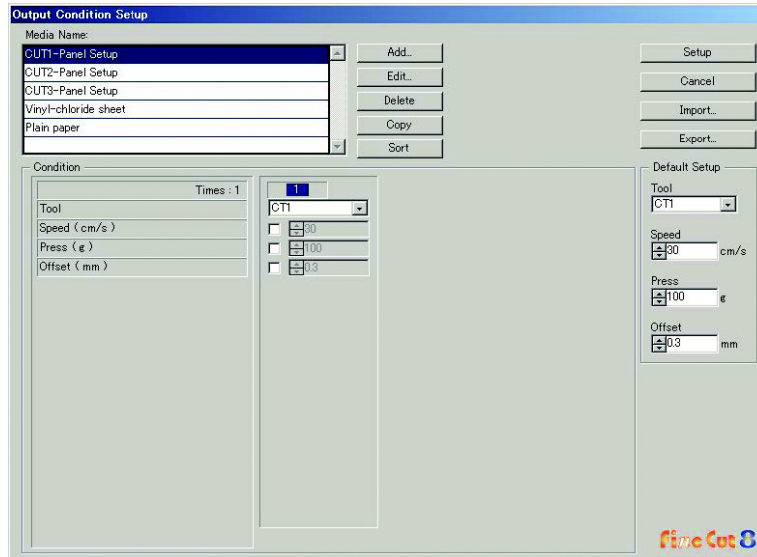 Output Condition Setup
Media Name:
CUT1-Panel Setup
CUT2-Panel Setup
CUT3-Panel Setup
Vinyl-chloride sheet
Plain paper
Add...
Edit...
Delete
Copy
Sort
Setup
Cancel
Import...
Export...
Condition
Times : 1
1
Tool
CT1
Speed ( cm/s )
30
Press ( g )
100
Offset ( mm )
0.3
Default Setup
Tool
CT1
Speed
30 cm/s
Press
100 g
Offset
0.3 mm
Fine Cut 8